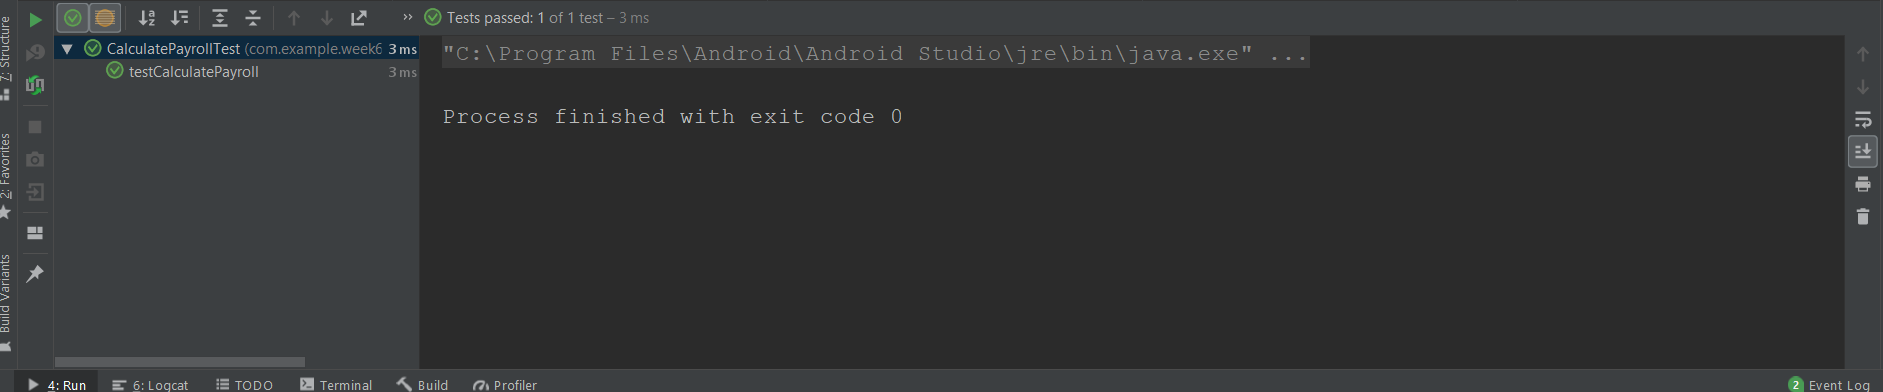 Tests passed: 1 of 1 test – 3 ms
CalculatePayrollTest (com.example.week6 3 ms
testCalculatePayroll 3 ms
"C:\Program Files\Android\Android Studio\jre\bin\java.exe" ...
Process finished with exit code 0
7: Structure
2: Favorites
Build Variants
4: Run 6: Logcat TODO Terminal Build Profiler 2 Event Log